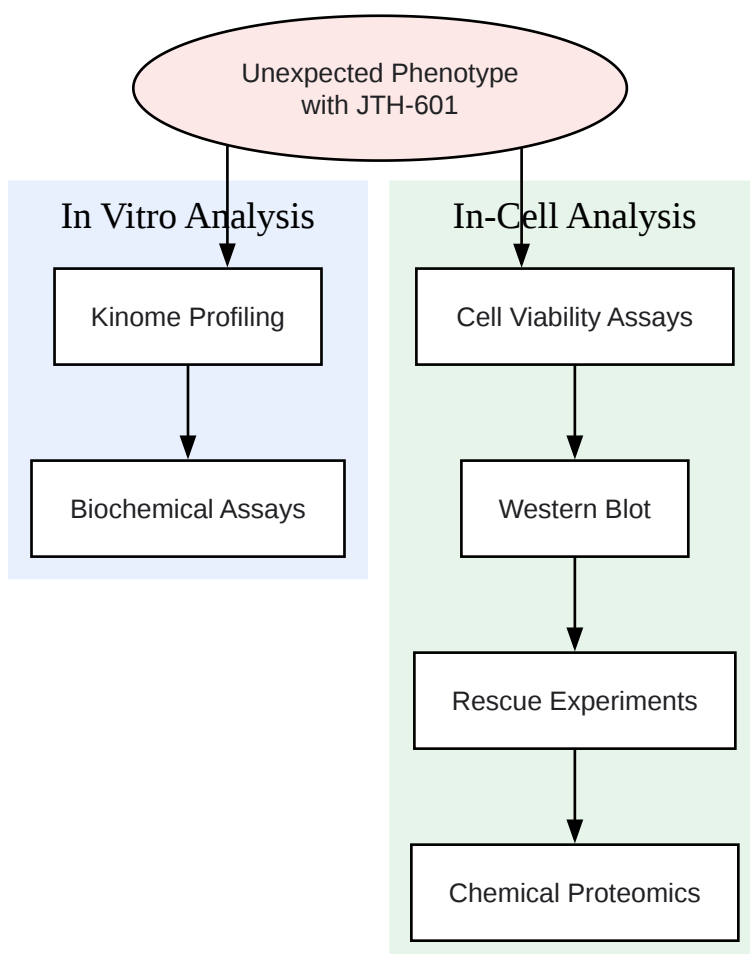 Unexpected Phenotype
with JTH-601
In Vitro Analysis
Kinome Profiling
Biochemical Assays
In-Cell Analysis
Cell Viability Assays
Western Blot
Rescue Experiments
Chemical Proteomics